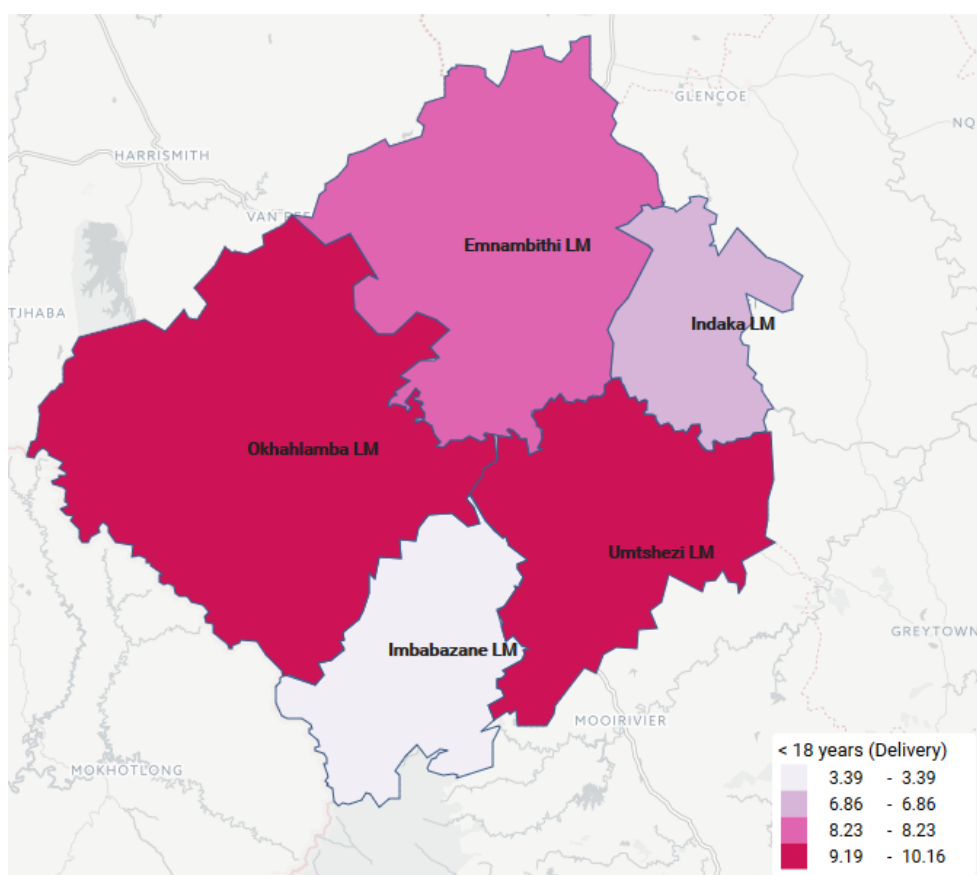 GLENCOE
NQ
HARRISMITH
VAN REE
Emnambithi LM
TJHABA
Indaka LM
Okhahlamba LM
Umtshezi LM
GREYTOWN
Imbabazane LM
MOOIRIVIER
MOKHOTLONG
< 18 years (Delivery)
3.39 - 3.39
6.86 - 6.86
8.23 - 8.23
9.19 - 10.16